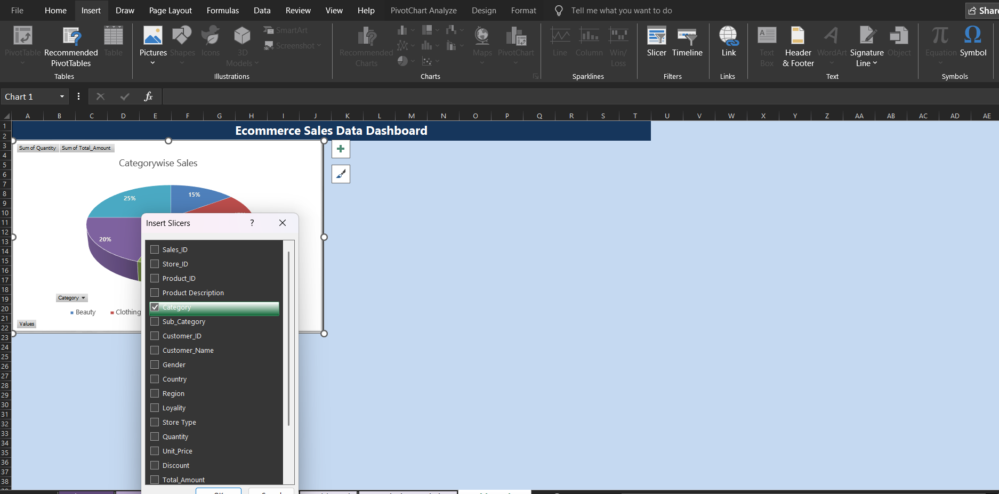 File Home Insert Draw Page Layout Formulas Data Review View Help PivotChart Analyze Design Format Tell me what you want to do Share
PivotTable Recommended PivotTables Table Pictures Shapes Icons 3D Models SmartArt Screenshot Recommended Charts Maps PivotChart Line Column Win/Loss Slicer Timeline Link Text Box Header & Footer WordArt Signature Line Object Equation Symbol
Tables Illustrations Charts Sparklines Filters Links Text Symbols
Chart 1 fx
A B C D E F G H I J K L M N O P Q R S T U V W X Y Z AA AB AC AD AE
1
2
Ecommerce Sales Data Dashboard
3
4
5
6
7
8
9
10
11
12
13
14
15
16
17
18
19
20
21
22
23
24
25
26
27
28
29
30
31
32
33
34
35
36
37
38
Sum of Quantity Sum of Total_Amount
Categorywise Sales
25% 15%
20%
Category
Beauty Clothing
Values
Insert Slicers ?
Sales_ID
Store_ID
Product_ID
Product Description
Category
Sub_Category
Customer_ID
Customer_Name
Gender
Country
Region
Loyality
Store Type
Quantity
Unit_Price
Discount
Total_Amount